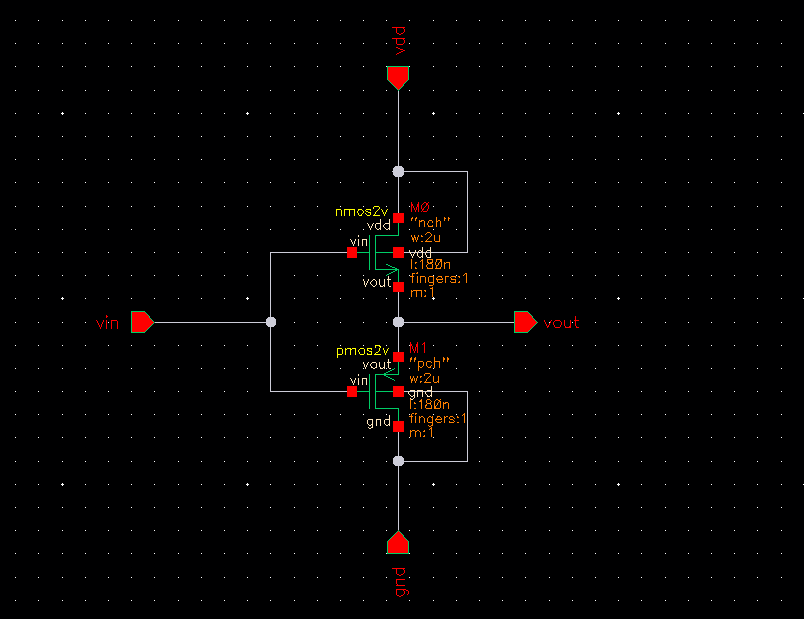 vdd
nmos2v
M0
vdd
"nch"
w:2u
vin
vdd
l:180n
vout
fingers:1
m:1
vin
vout
pmos2v
M1
vout
"pch"
w:2u
vin
gnd
l:180n
gnd
fingers:1
m:1
gnd